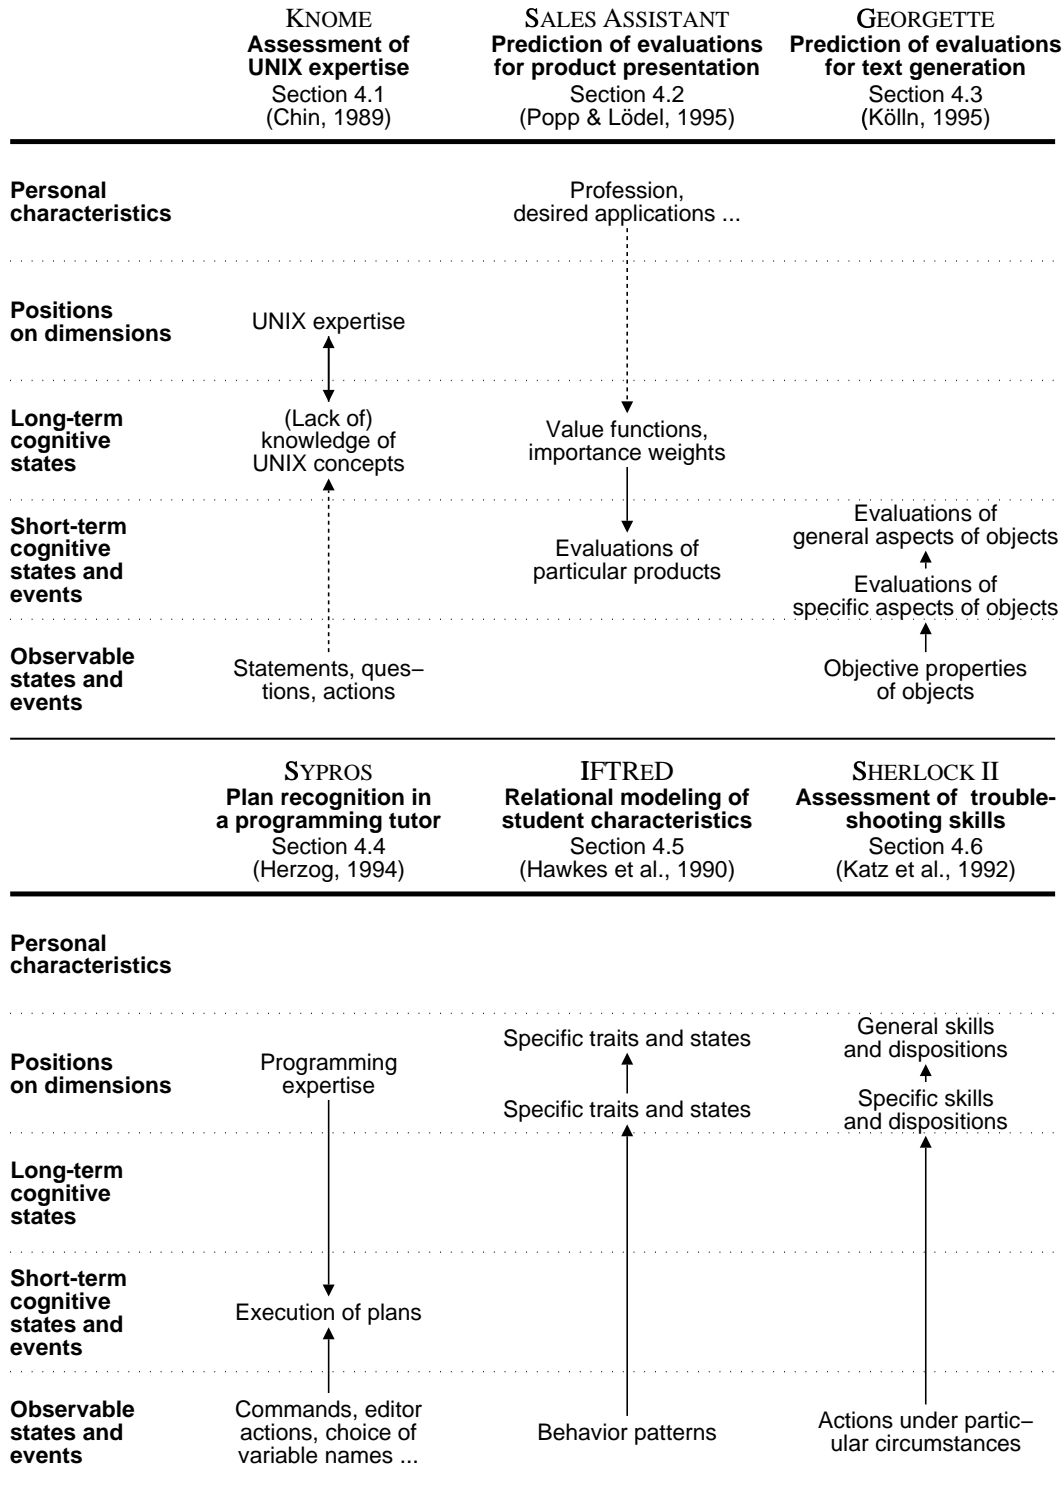 KNOME
Assessment of
UNIX expertise
Section 4.1
(Chin, 1989)
SALES ASSISTANT
Prediction of evaluations
for product presentation
Section 4.2
(Popp & Lödel, 1995)
GEORGETTE
Prediction of evaluations
for text generation
Section 4.3
(Kölln, 1995)
Personal
characteristics
Profession,
desired applications ...
Positions
on dimensions
UNIX expertise
Long-term
cognitive
states
(Lack of)
knowledge of
UNIX concepts
Value functions,
importance weights
Short-term
cognitive
states and
events
Evaluations of
particular products
Evaluations of
general aspects of objects
Evaluations of
specific aspects of objects
Observable
states and
events
Statements, ques–
tions, actions
Objective properties
of objects
SYPROS
Plan recognition in
a programming tutor
Section 4.4
(Herzog, 1994)
IFTRED
Relational modeling of
student characteristics
Section 4.5
(Hawkes et al., 1990)
SHERLOCK II
Assessment of trouble-
shooting skills
Section 4.6
(Katz et al., 1992)
Personal
characteristics
Positions
on dimensions
Programming
expertise
Specific traits and states
Specific traits and states
General skills
and dispositions
Specific skills
and dispositions
Long-term
cognitive
states
Short-term
cognitive
states and
events
Execution of plans
Observable
states and
events
Commands, editor
actions, choice of
variable names ...
Behavior patterns
Actions under partic–
ular circumstances